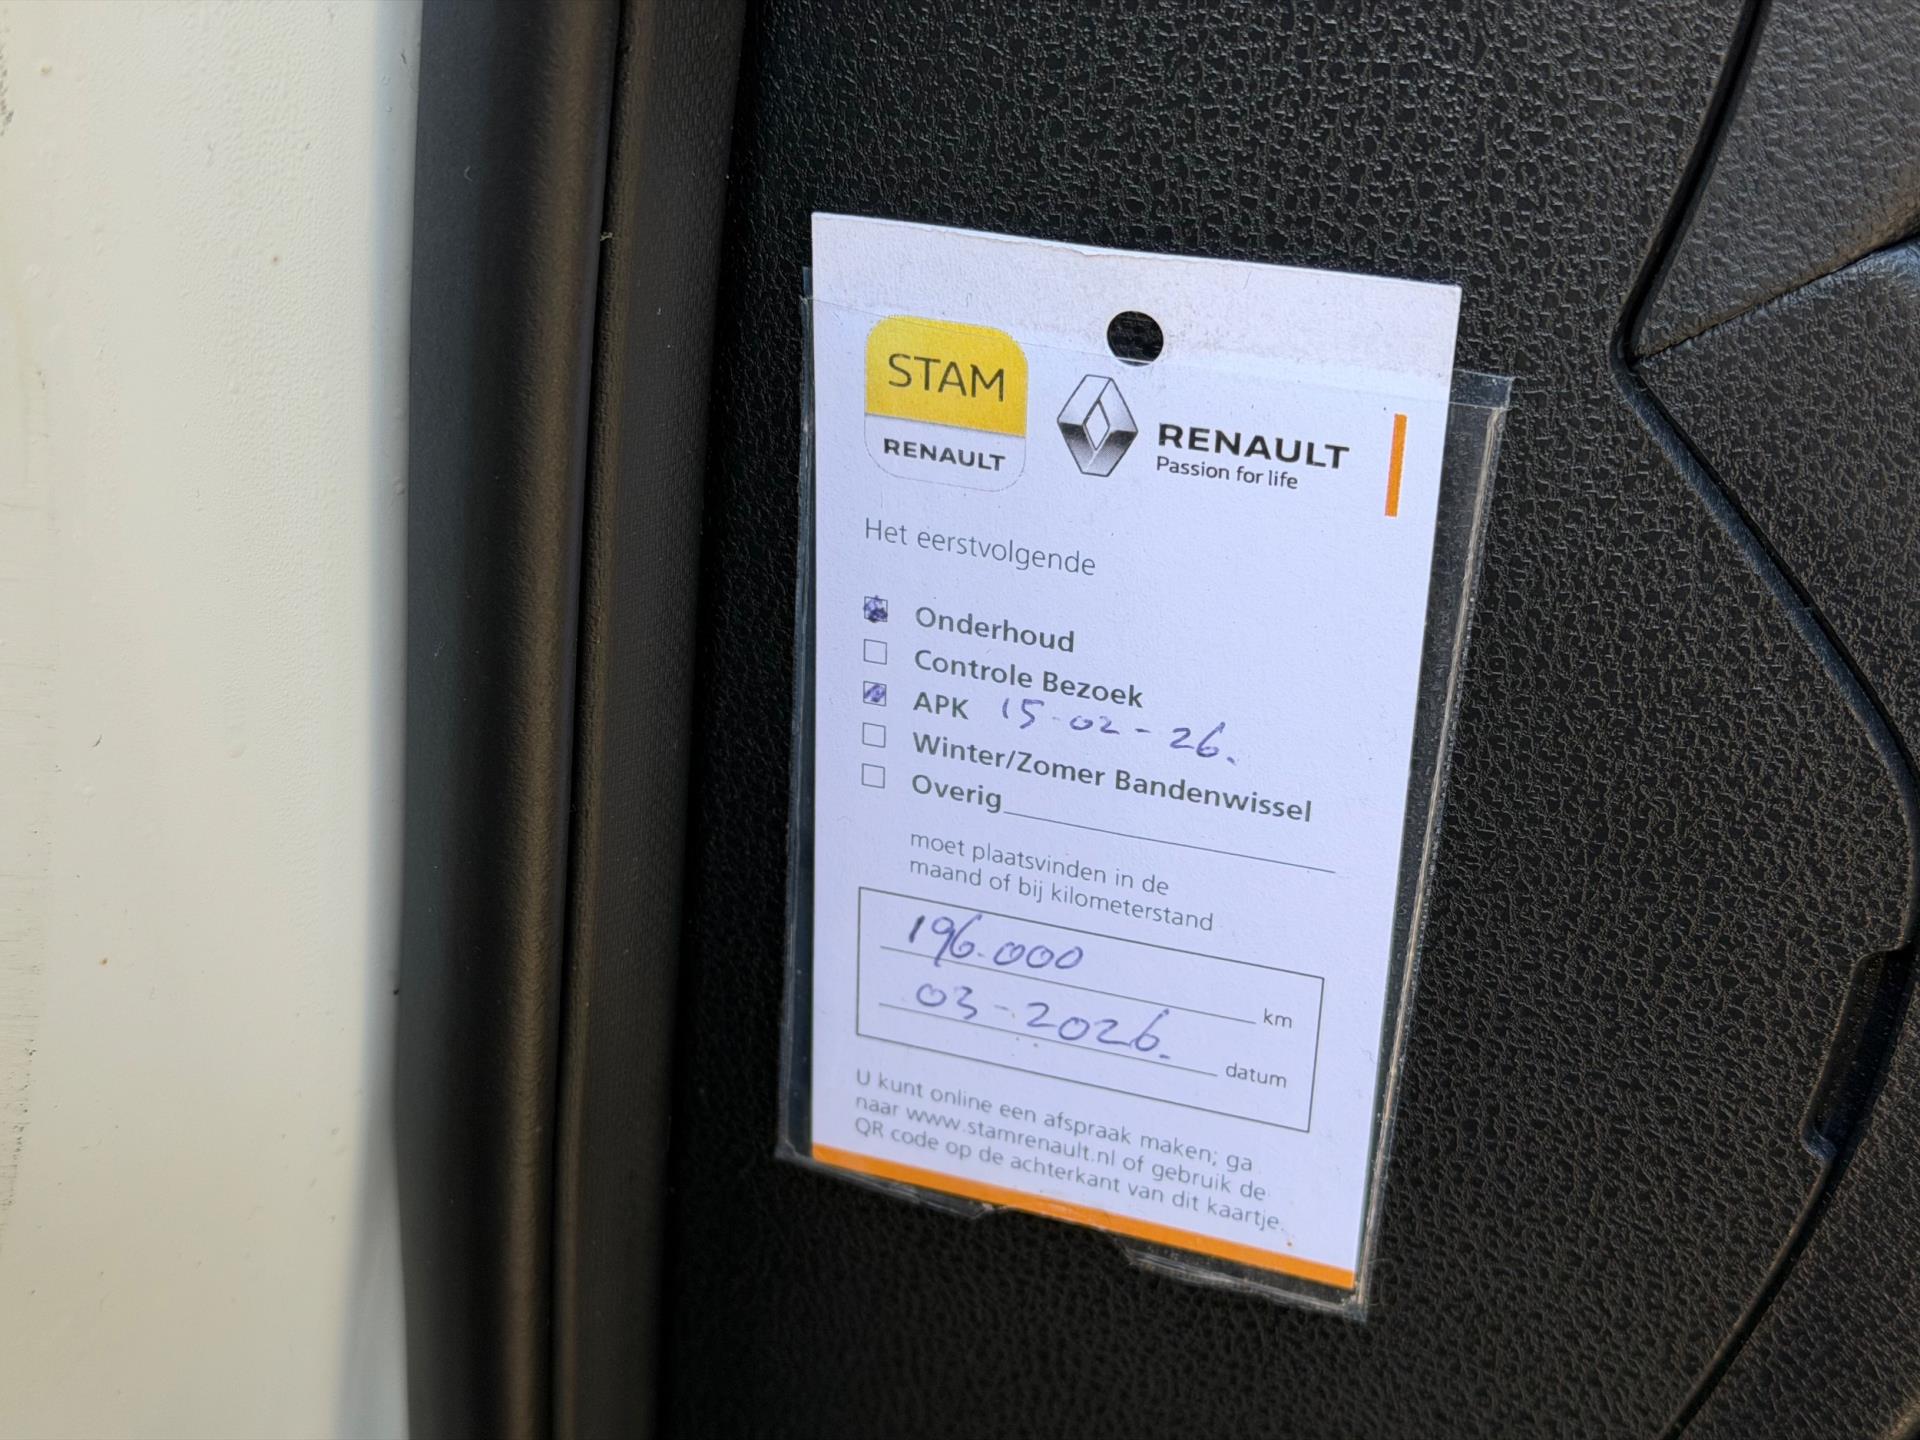 STAM
RENAULT
RENAULT
Passion for life
Het eerstvolgende
Onderhoud
Controle Bezoek
APK 15-02-26.
Winter/Zomer Bandenwissel
Overig
moet plaatsvinden in de
maand of bij kilometerstand
196.000 km
03-2026. datum
U kunt online een afspraak maken; ga
naar www.stamrenault.nl of gebruik de
QR code op de achterkant van dit kaartje.